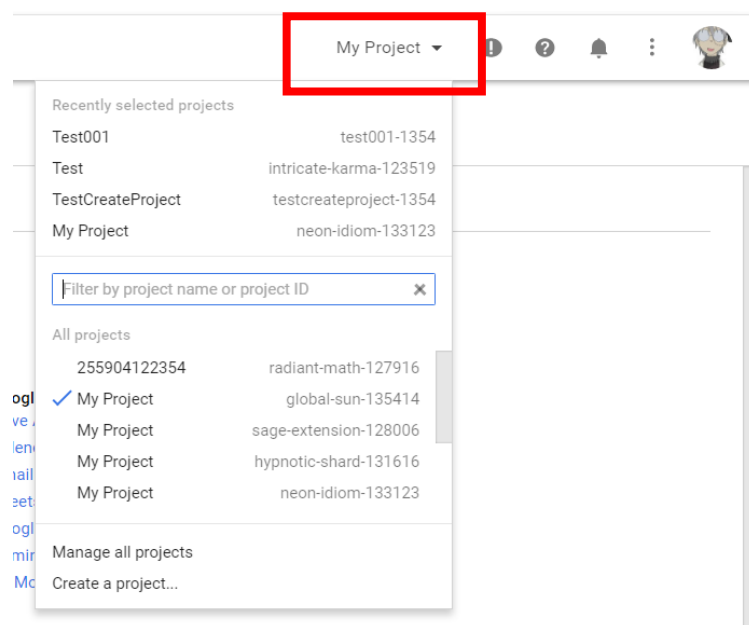 My Project
Recently selected projects
Test001 test001-1354
Test intricate-karma-123519
TestCreateProject testcreateproject-1354
My Project neon-idiom-133123
Filter by project name or project ID
All projects
255904122354 radiant-math-127916
My Project global-sun-135414
My Project sage-extension-128006
My Project hypnotic-shard-131616
My Project neon-idiom-133123
Manage all projects
Create a project...